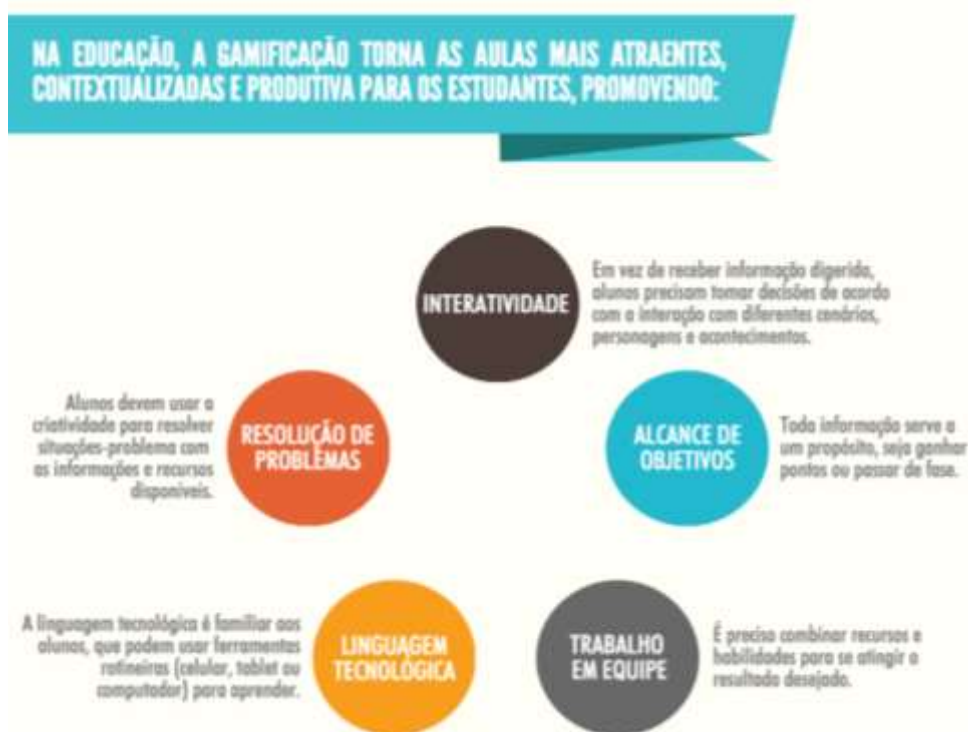 NA EDUCAÇÃO, A GAMIFICAÇÃO TORNA AS AULAS MAIS ATRAENTES,
CONTEXTUALIZADAS E PRODUTIVA PARA OS ESTUDANTES, PROMOVENDO:
INTERATIVIDADE
Em vez de receber informação digerida,
alunos precisam tomar decisões de acordo
com a interação com diferentes cenários,
personagens e acontecimentos.
Alunos devem usar a
criatividade para resolver
situações-problema com
as informações e recursos
disponíveis.
RESOLUÇÃO DE
PROBLEMAS
ALCANCE DE
OBJETIVOS
Toda informação serve a
um propósito, seja ganhar
pontos ou passar de fase.
A linguagem tecnológica é familiar aos
alunos, que podem usar ferramentas
rotineiras (celular, tablet ou
computador) para aprender.
LINGUAGEM
TECNOLÓGICA
TRABALHO
EM EQUIPE
É preciso combinar recursos e
habilidades para se atingir o
resultado desejado.